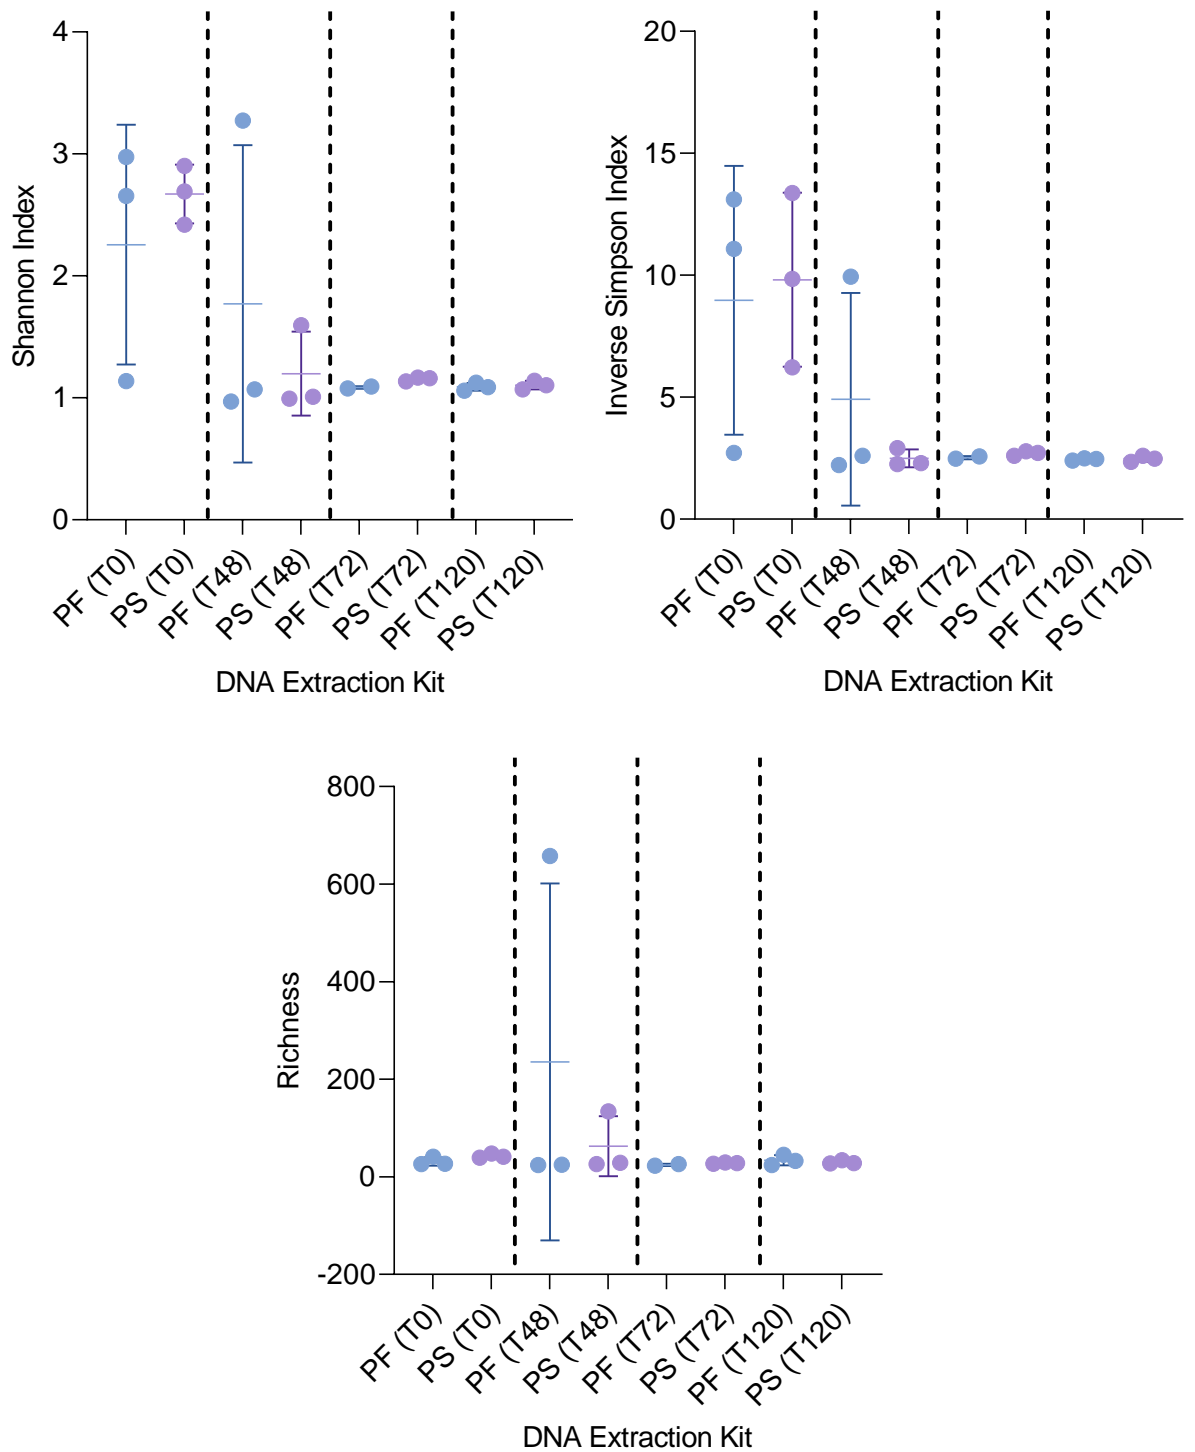 Shannon Index
4
3
2
1
0
PF (T0)
PS (T0)
PF (T48)
PS (T48)
PF (T72)
PS (T72)
PF (T120)
PS (T120)
DNA Extraction Kit
Inverse Simpson Index
20
15
10
5
0
PF (T0)
PS (T0)
PF (T48)
PS (T48)
PF (T72)
PS (T72)
PF (T120)
PS (T120)
DNA Extraction Kit
Richness
800
600
400
200
0
-200
PF (T0)
PS (T0)
PF (T48)
PS (T48)
PF (T72)
PS (T72)
PF (T120)
PS (T120)
DNA Extraction Kit